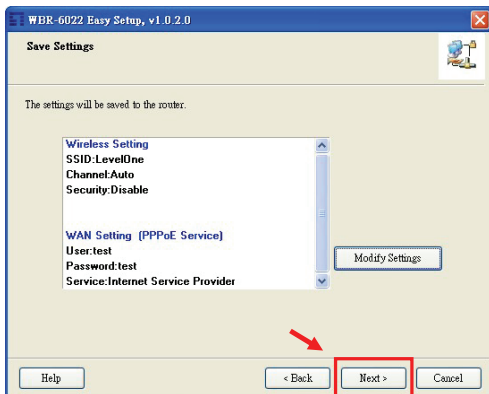 WBR-6022 Easy Setup, v1.0.2.0
Save Settings
The settings will be saved to the router.
Wireless Setting
SSID:LevelOne
Channel:Auto
Security:Disable
WAN Setting (PPPoE Service)
User:test
Password:test
Service:Internet Service Provider
Modify Settings
Help
< Back
Next >
Cancel